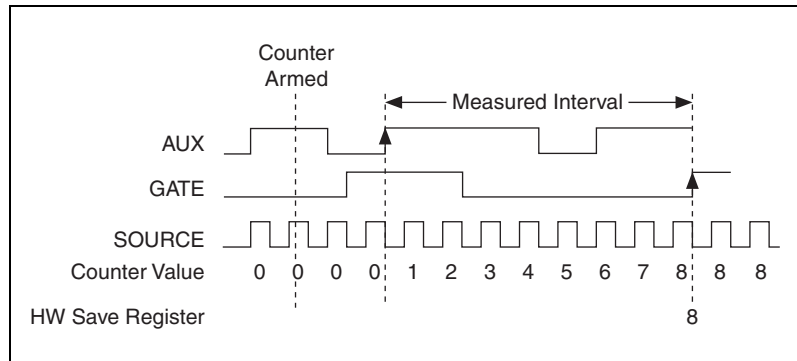 Counter
Armed
Measured Interval
AUX
GATE
SOURCE
Counter Value 0 0 0 0 1 2 3 4 5 6 7 8 8 8
HW Save Register 8